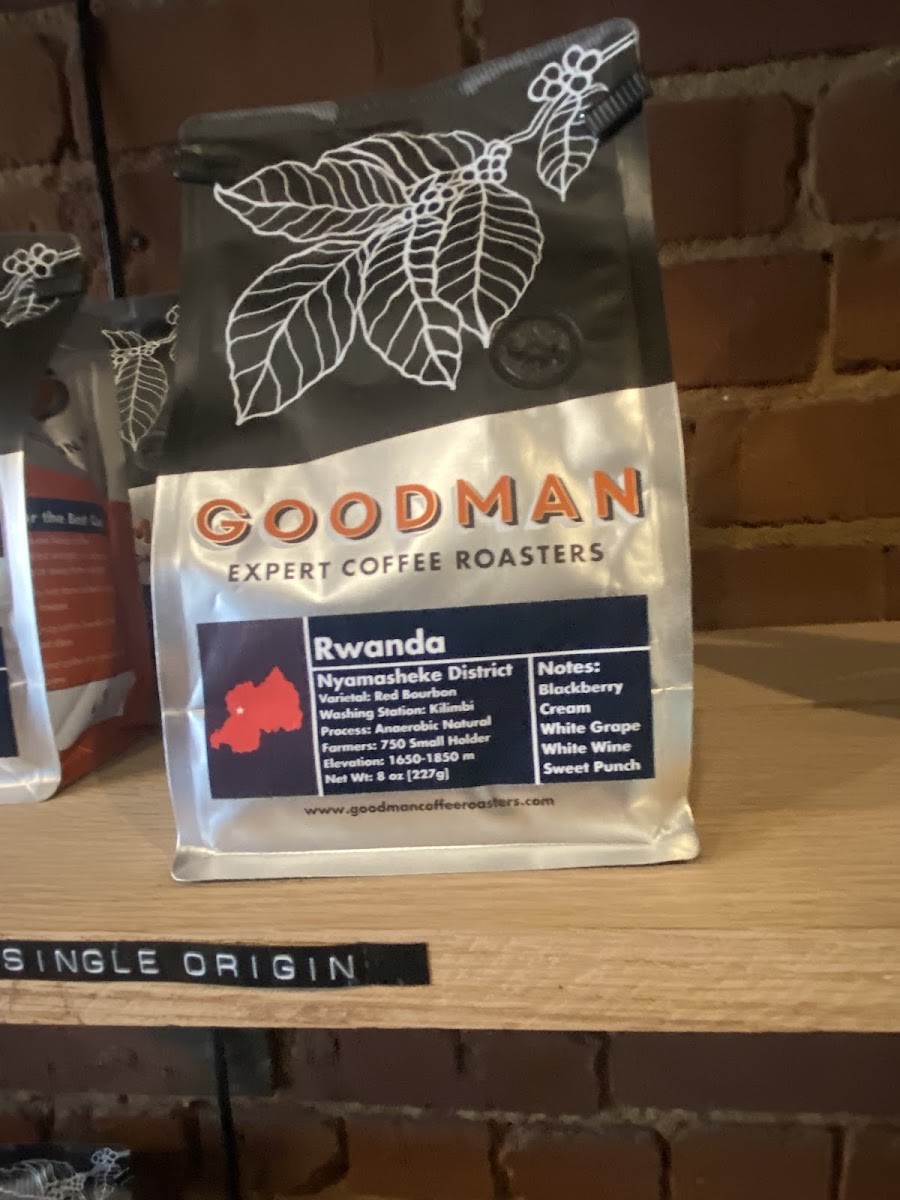 GOODMAN
EXPERT COFFEE ROASTERS
Rwanda
Nyamasheke District
Varietal: Red Bourbon
Washing Station: Kilimbi
Process: Anaerobic Natural
Farmers: 750 Small Holder
Elevation: 1650-1850 m
Net Wt: 8 oz [227g]
Notes:
Blackberry
Cream
White Grape
White Wine
Sweet Punch
www.goodmancoffeeroasters.com
the Best
SINGLE ORIGIN